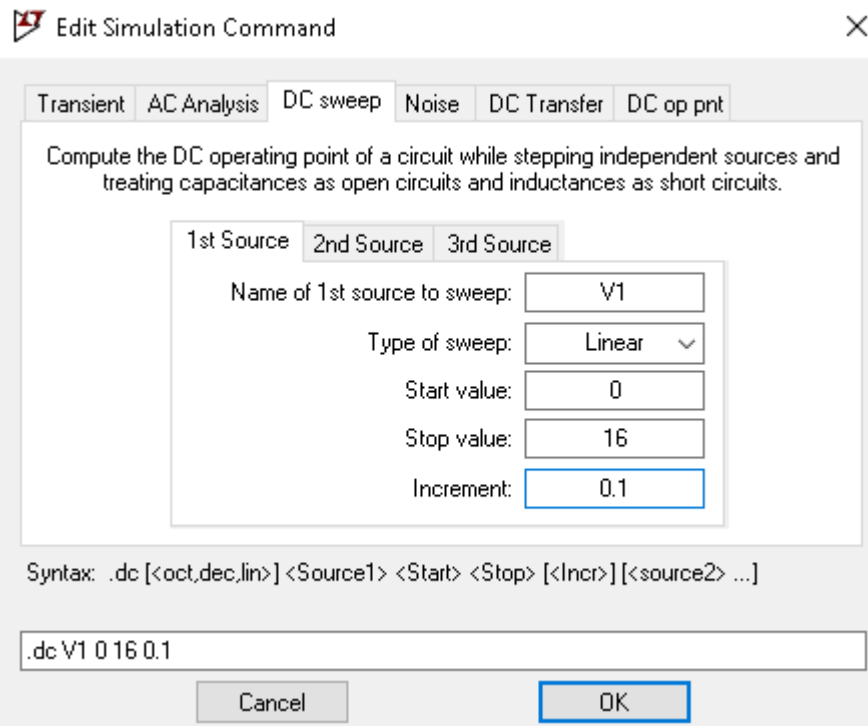 Edit Simulation Command
Transient AC Analysis DC sweep Noise DC Transfer DC op pnt
Compute the DC operating point of a circuit while stepping independent sources and
treating capacitances as open circuits and inductances as short circuits.
1st Source 2nd Source 3rd Source
Name of 1st source to sweep: V1
Type of sweep: Linear
Start value: 0
Stop value: 16
Increment: 0.1
Syntax: .dc [<oct,dec,lin>] <Source1> <Start> <Stop> [<Incr>] [<source2> ...]
.dc V1 0 16 0.1
Cancel OK